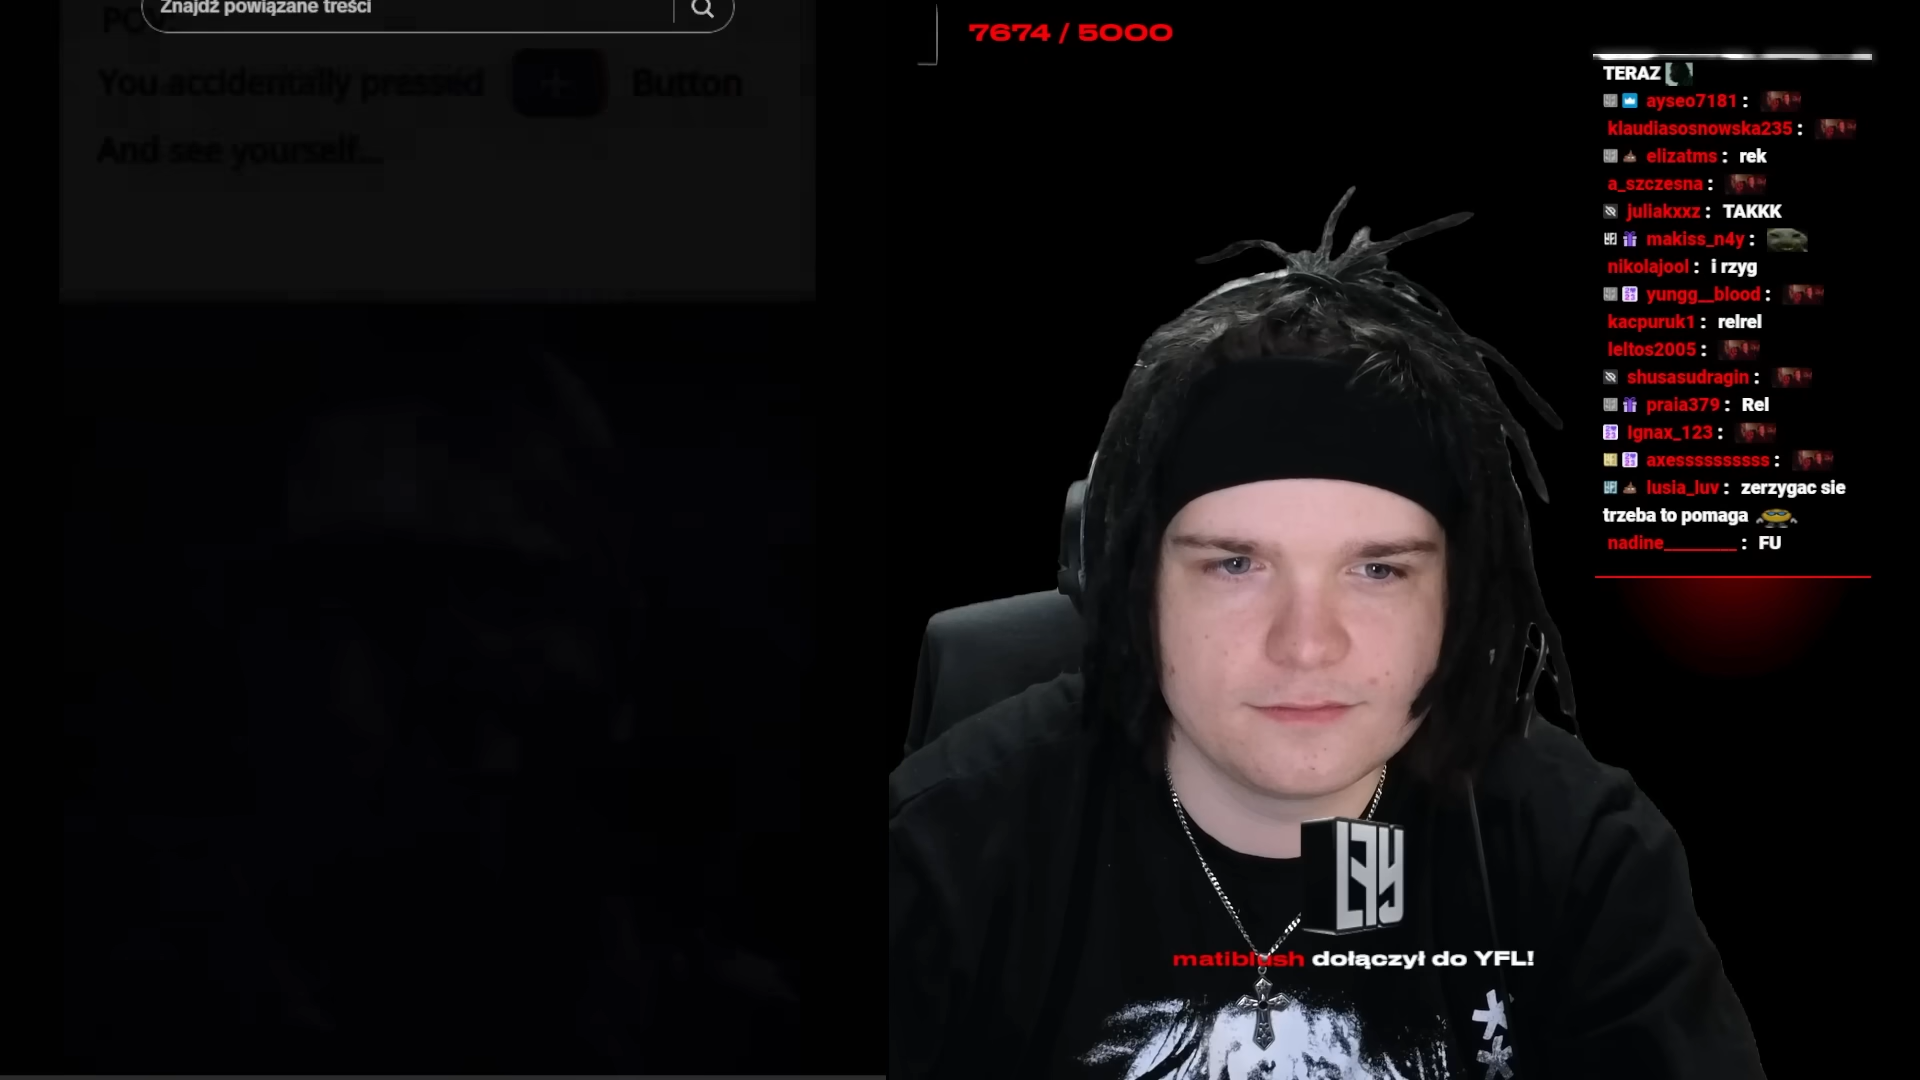 Znajdź powiązane treści
POV:
You accidentally pressed + Button
And see yourself...
7674 / 5000
TERAZ
ayseo7181 :
klaudiasosnowska235 :
elizatms : rek
a_szczesna :
juliakxxz : TAKKK
makiss_n4y :
nikolajool : i rzyg
yungg__blood :
kacpuruk1 : relrel
leltos2005 :
shusasudragin :
praia379 : Rel
Ignax_123 :
axesssssssssss :
lusia_luv : zerzygac sie
trzeba to pomaga
nadine________ : FU
YFL
matiblush dołączył do YFL!